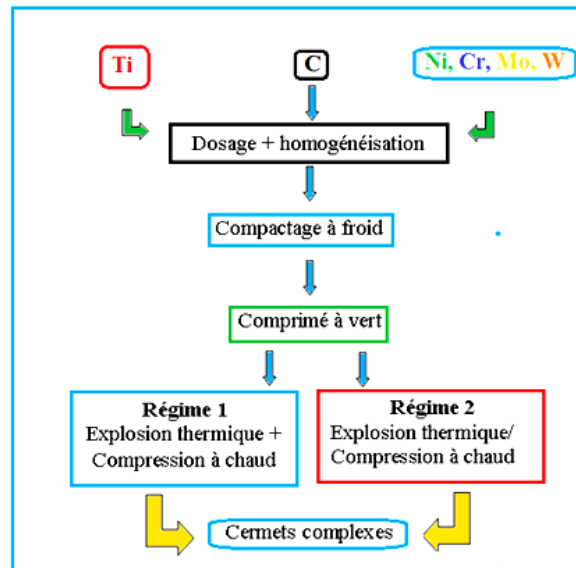 Ti
C
Ni, Cr, Mo, W
Dosage + homogénéisation
Compactage à froid
Comprimé à vert
Régime 1
Explosion thermique +
Compression à chaud
Régime 2
Explosion thermique/
Compression à chaud
Cermets complexes